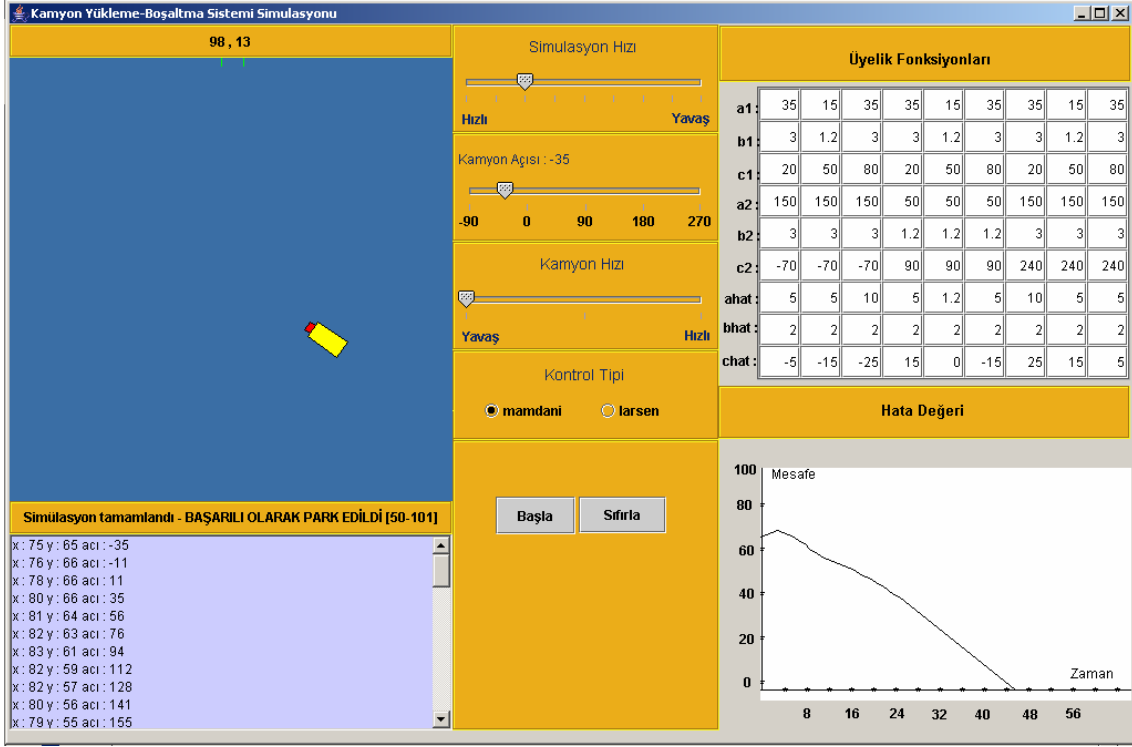 Kamyon Yükleme-Boşaltma Sistemi Simulasyonu
98 , 13
Simülasyon tamamlandı - BAŞARILI OLARAK PARK EDİLDİ [50-101]
x : 75 y : 65 acı : -35
x : 76 y : 66 acı : -11
x : 78 y : 66 acı : 11
x : 80 y : 66 acı : 35
x : 81 y : 64 acı : 56
x : 82 y : 63 acı : 76
x : 83 y : 61 acı : 94
x : 82 y : 59 acı : 112
x : 82 y : 57 acı : 128
x : 80 y : 56 acı : 141
x : 79 y : 55 acı : 155
Simulasyon Hızı
Hızlı Yavaş
Kamyon Açısı : -35
-90 0 90 180 270
Kamyon Hızı
Yavaş Hızlı
Kontrol Tipi
mamdani larsen
Başla Sıfırla
Üyelik Fonksiyonları
a1 : 35 15 35 35 15 35 35 15 35
b1 : 3 1.2 3 3 1.2 3 3 1.2 3
c1 : 20 50 80 20 50 80 20 50 80
a2 : 150 150 150 50 50 50 150 150 150
b2 : 3 3 3 1.2 1.2 1.2 3 3 3
c2 : -70 -70 -70 90 90 90 240 240 240
ahat : 5 5 10 5 1.2 5 10 5 5
bhat : 2 2 2 2 2 2 2 2 2
chat : -5 -15 -25 15 0 -15 25 15 5
Hata Değeri
100 Mesafe
80
60
40
20
0 Zaman
8 16 24 32 40 48 56